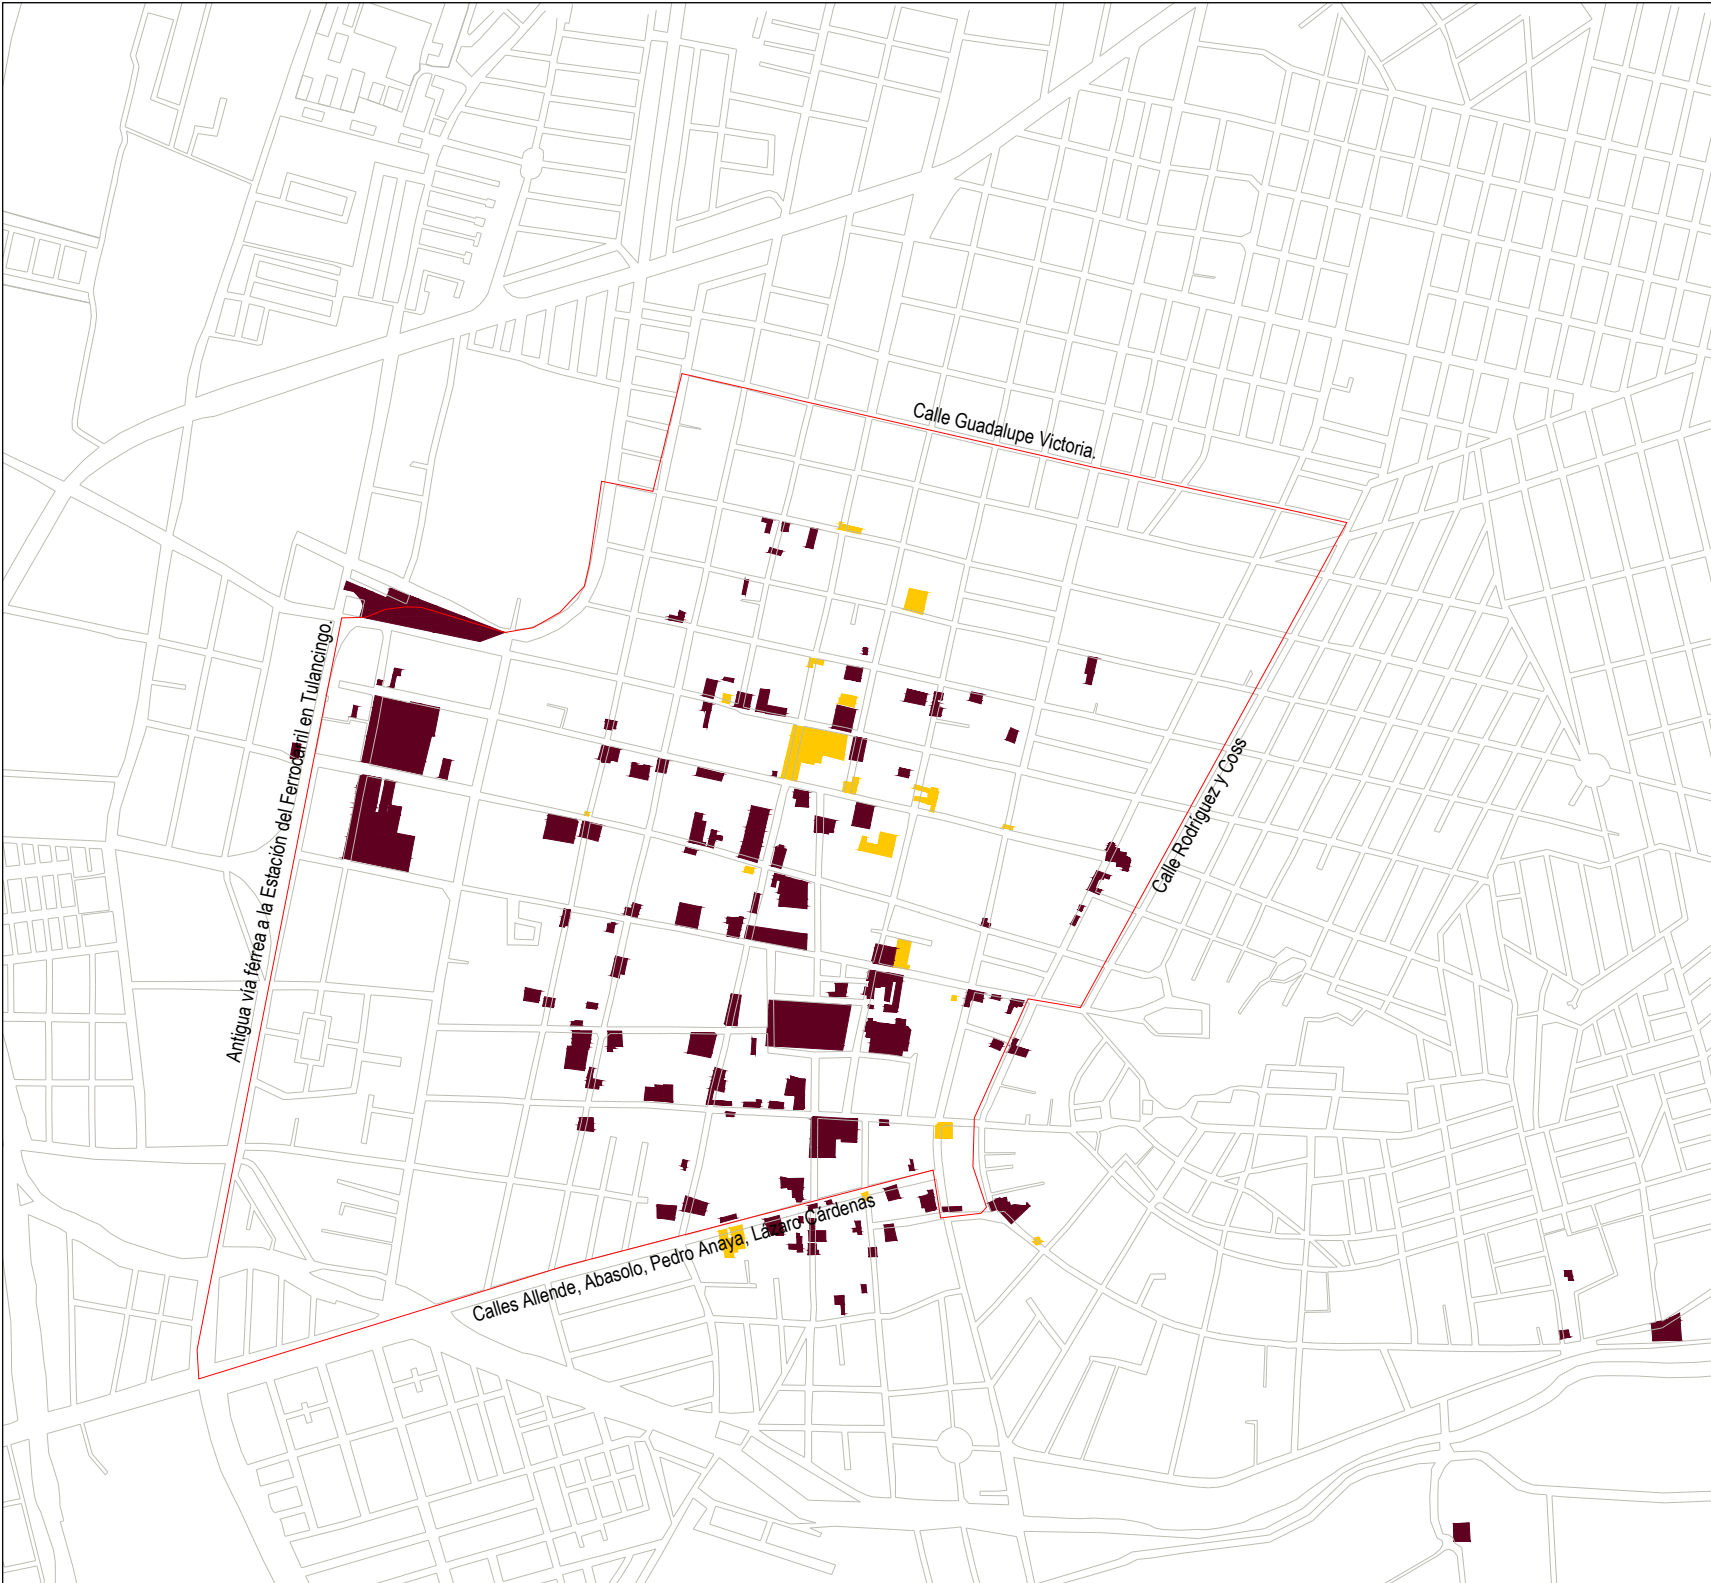 Calle Guadalupe Victoria.
Antigua vía férrea a la Estación del Ferrocarril en Tulancingo.
Calle Rodríguez y Coss
Calles Allende, Abasolo, Pedro Anaya, Lázaro Cárdenas